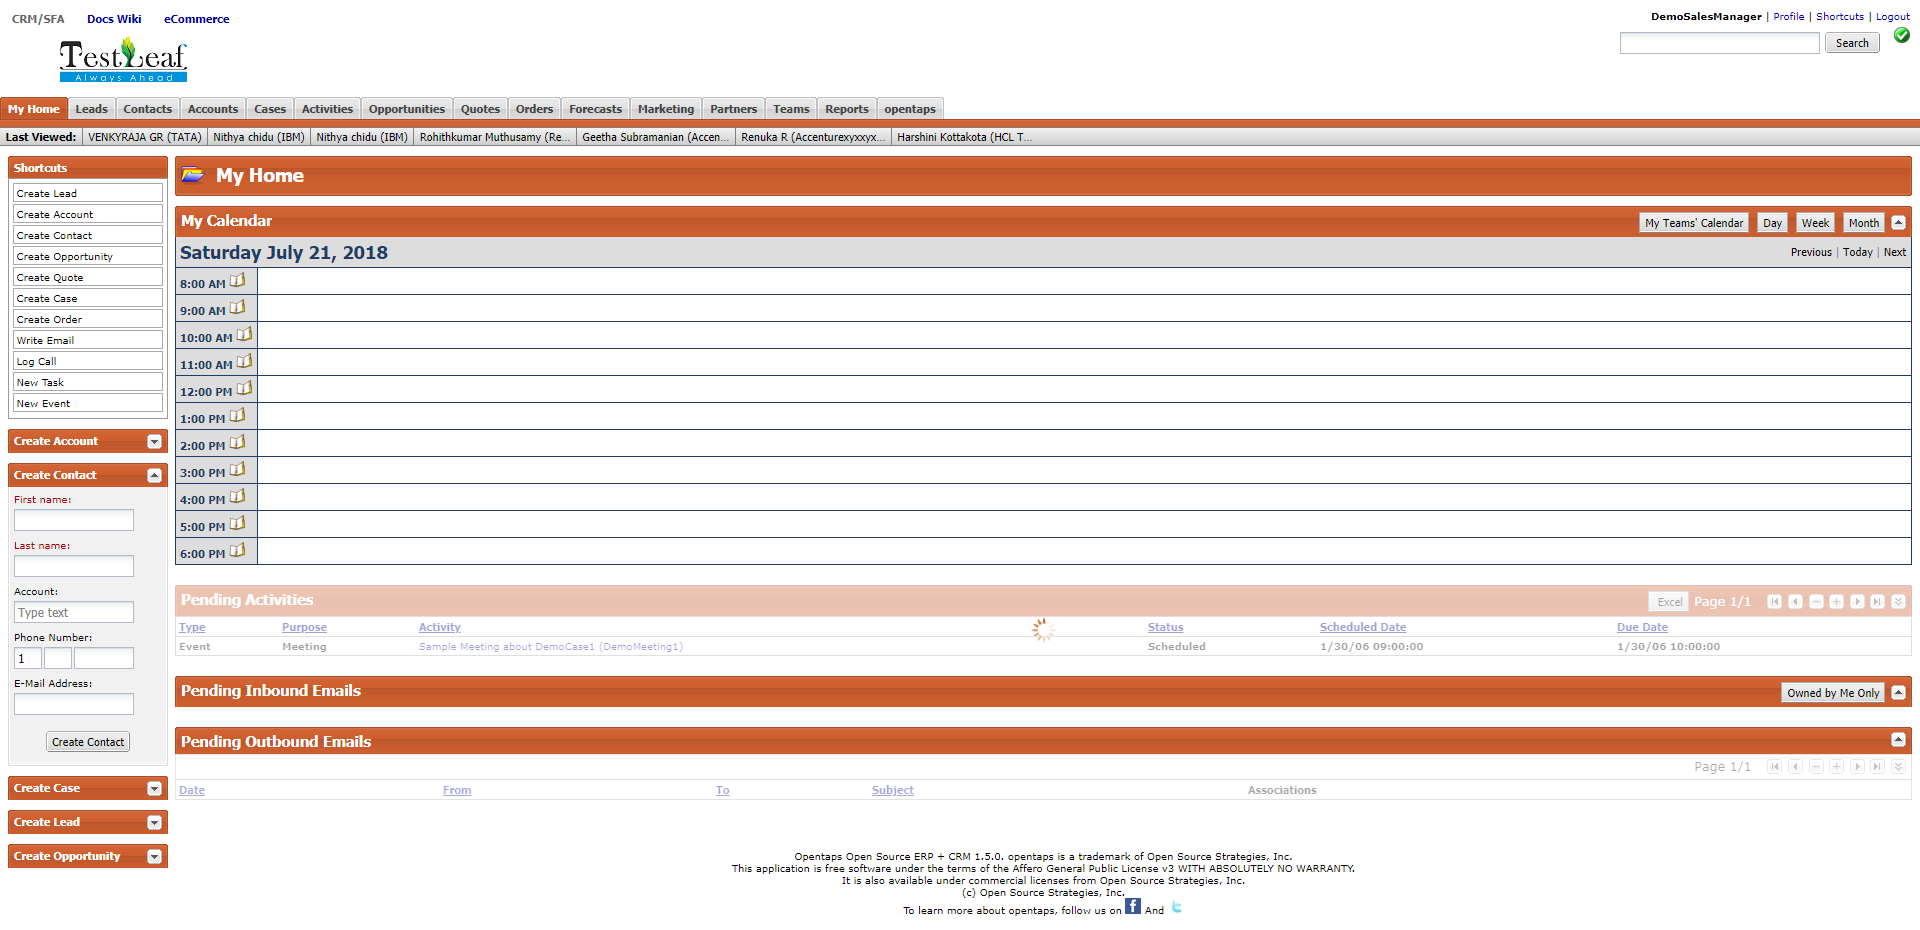 CRM/SFA Docs Wiki eCommerce
DemoSalesManager | Profile | Shortcuts | Logout
Search
TestLeaf
Always Ahead
My Home Leads Contacts Accounts Cases Activities Opportunities Quotes Orders Forecasts Marketing Partners Teams Reports opentaps
Last Viewed: VENKYRAJA GR (TATA) Nithya chidu (IBM) Nithya chidu (IBM) Rohithkumar Muthusamy (Re... Geetha Subramanian (Accen... Renuka R (Accenturexyxxyx... Harshini Kottakota (HCL T...
Shortcuts
Create Lead
Create Account
Create Contact
Create Opportunity
Create Quote
Create Case
Create Order
Write Email
Log Call
New Task
New Event
Create Account
Create Contact
First name:
Last name:
Account:
Type text
Phone Number:
1
E-Mail Address:
Create Contact
Create Case
Create Lead
Create Opportunity
My Home
My Calendar
My Teams' Calendar Day Week Month
Saturday July 21, 2018
Previous | Today | Next
8:00 AM
9:00 AM
10:00 AM
11:00 AM
12:00 PM
1:00 PM
2:00 PM
3:00 PM
4:00 PM
5:00 PM
6:00 PM
Pending Activities
Excel Page 1/1
Type Purpose Activity Status Scheduled Date Due Date
Event Meeting Sample Meeting about DemoCase1 (DemoMeeting1) Scheduled 1/30/06 09:00:00 1/30/06 10:00:00
Pending Inbound Emails
Owned by Me Only
Pending Outbound Emails
Page 1/1
Date From To Subject Associations
Opentaps Open Source ERP + CRM 1.5.0. opentaps is a trademark of Open Source Strategies, Inc.
This application is free software under the terms of the Affero General Public License v3 WITH ABSOLUTELY NO WARRANTY.
It is also available under commercial licenses from Open Source Strategies, Inc.
(c) Open Source Strategies, Inc.
To learn more about opentaps, follow us on f And t